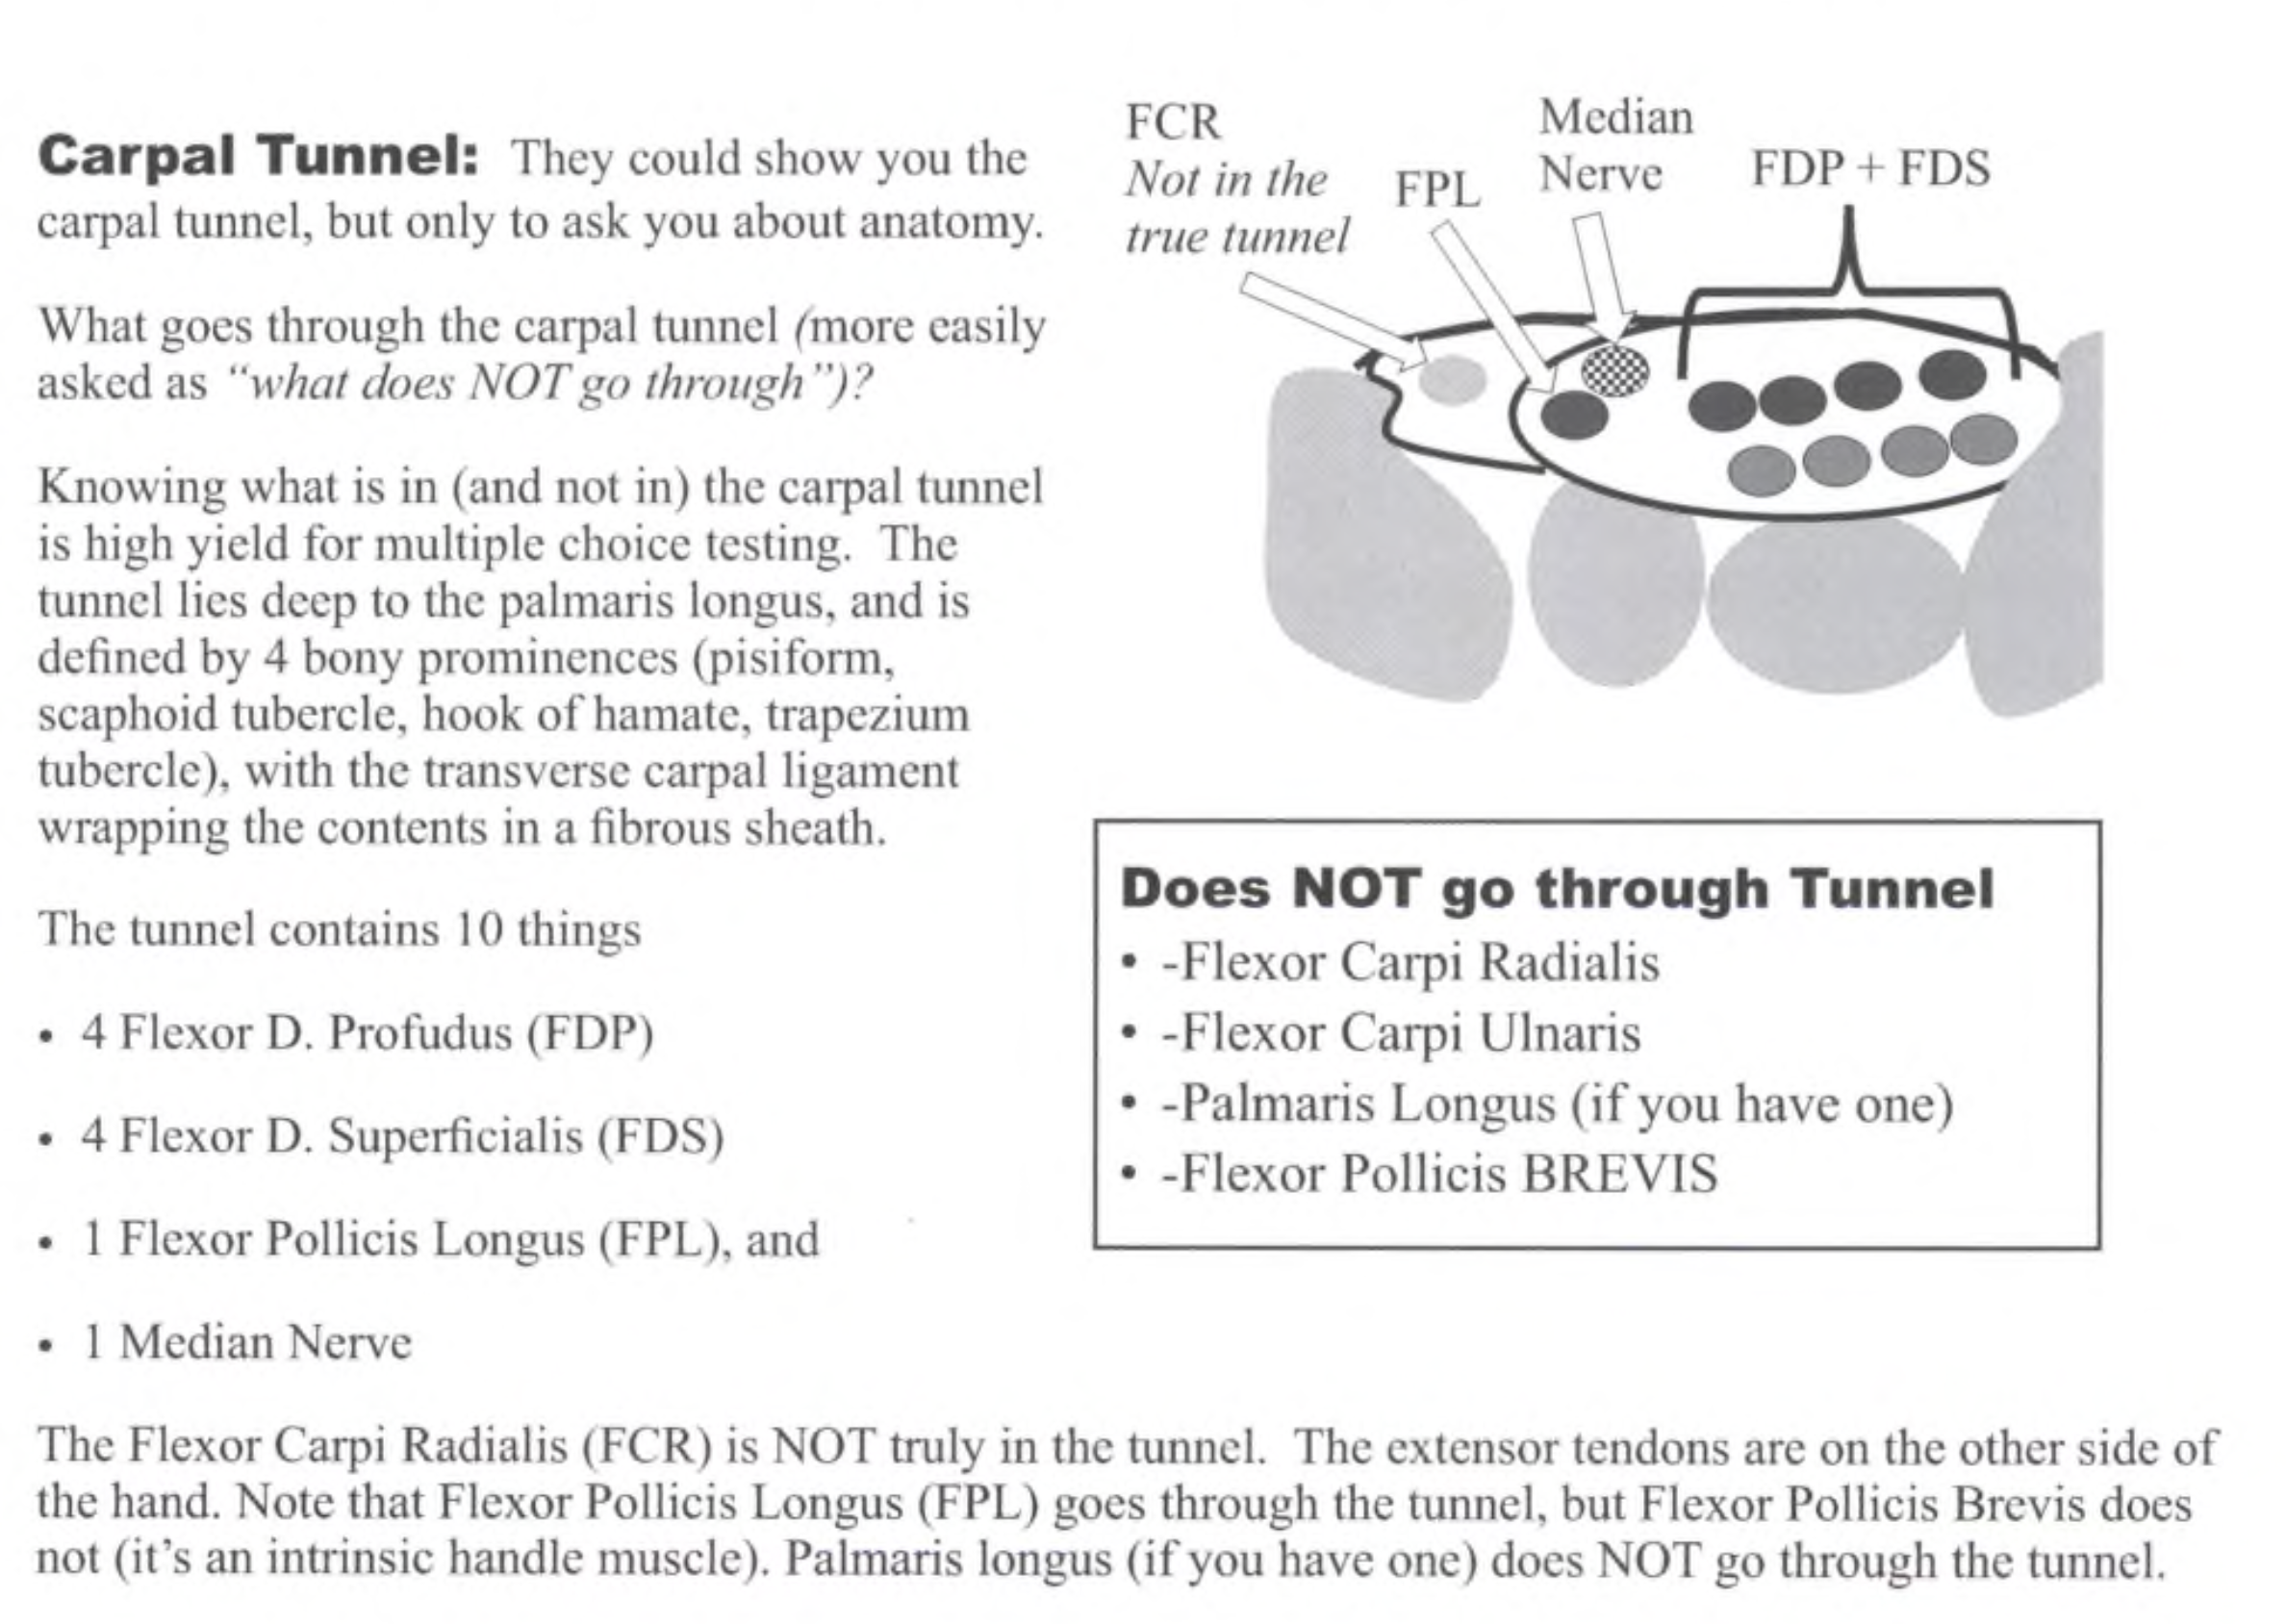 Carpal Tunnel: They could show you the
carpal tunnel, but only to ask you about anatomy.
What goes through the carpal tunnel (more easily
asked as “what does NOT go through”)?
Knowing what is in (and not in) the carpal tunnel
is high yield for multiple choice testing. The
tunnel lies deep to the palmaris longus, and is
defined by 4 bony prominences (pisiform,
scaphoid tubercle, hook of hamate, trapezium
tubercle), with the transverse carpal ligament
wrapping the contents in a fibrous sheath.
The tunnel contains 10 things
• 4 Flexor D. Profudus (FDP)
• 4 Flexor D. Superficialis (FDS)
• 1 Flexor Pollicis Longus (FPL), and
• 1 Median Nerve
FCR
Not in the
true tunnel
FPL
Median
Nerve
FDP + FDS
Does NOT go through Tunnel
• -Flexor Carpi Radialis
• -Flexor Carpi Ulnaris
• -Palmaris Longus (if you have one)
• -Flexor Pollicis BREVIS
The Flexor Carpi Radialis (FCR) is NOT truly in the tunnel. The extensor tendons are on the other side of
the hand. Note that Flexor Pollicis Longus (FPL) goes through the tunnel, but Flexor Pollicis Brevis does
not (it’s an intrinsic handle muscle). Palmaris longus (if you have one) does NOT go through the tunnel.